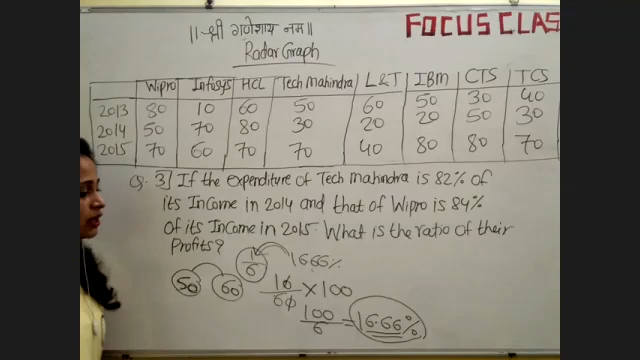 ॥श्री गणेशाय नमः॥
FOCUS CLAS
Radar Graph
Wipro Infosys HCL Tech Mahindra L&T IBM CTS TCS
2013 80 10 60 50 60 50 30 40
2014 50 70 80 30 20 20 50 30
2015 70 60 70 70 40 80 80 70
Q. 3] If the expenditure of Tech Mahindra is 82% of
its Income in 2014 and that of Wipro is 84%
of its Income in 2015. What is the ratio of their
Profits?
1/6 16.66%
50 60 10/60 × 100
100/6 = 16.66%